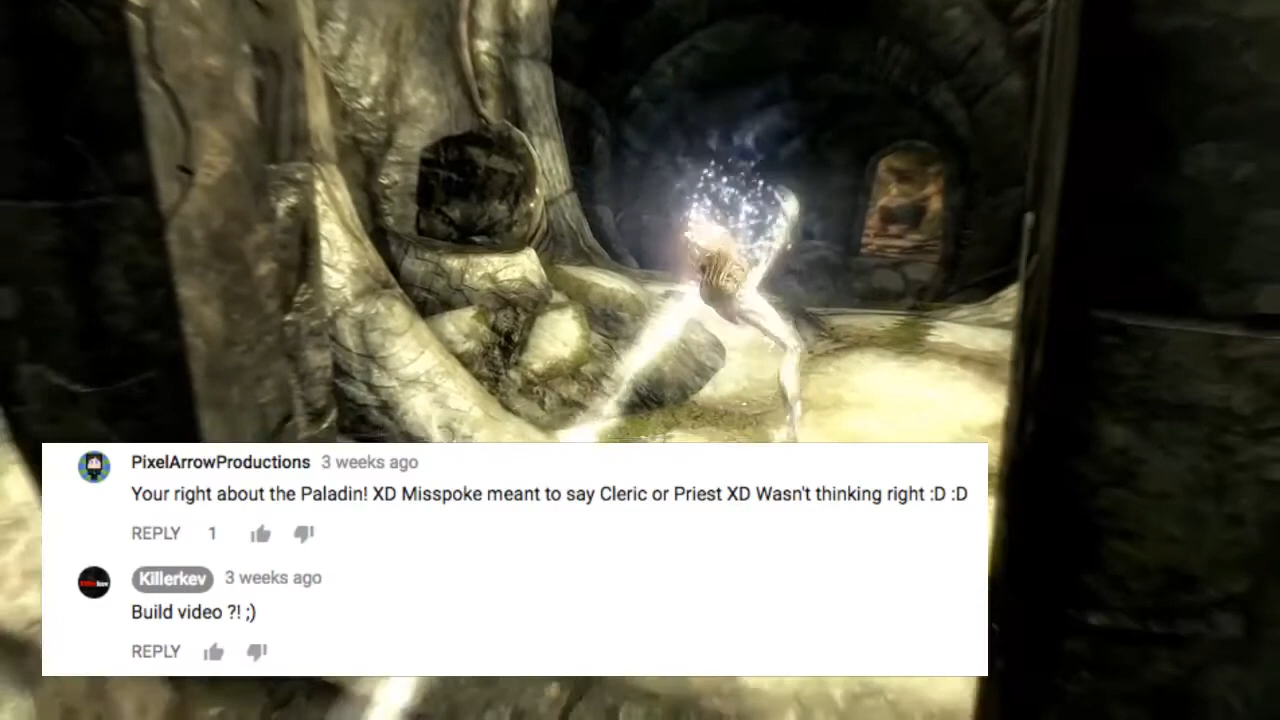 PixelArrowProductions 3 weeks ago
Your right about the Paladin! XD Misspoke meant to say Cleric or Priest XD Wasn't thinking right :D :D
REPLY 1
Killerkev 3 weeks ago
Build video ?! ;)
REPLY